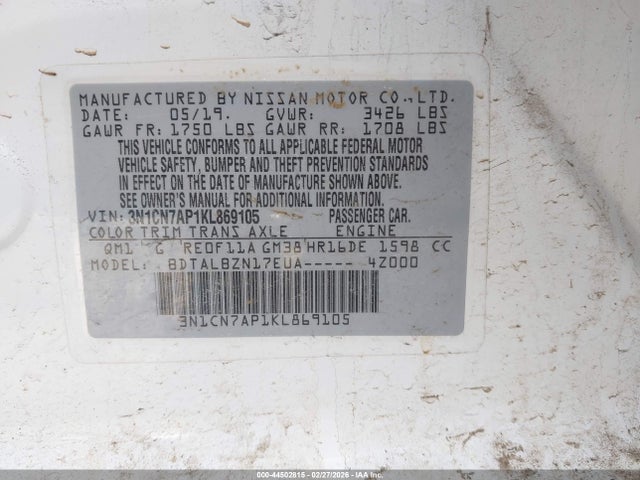 MANUFACTURED BY NISSAN MOTOR CO.,LTD.
DATE: 05/19. GVWR: 3426 LBS
GAWR FR: 1750 LBS GAWR RR: 1708 LBS
THIS VEHICLE CONFORMS TO ALL APPLICABLE FEDERAL MOTOR
VEHICLE SAFETY, BUMPER AND THEFT PREVENTION STANDARDS
IN EFFECT ON THE DATE OF MANUFACTURE SHOWN ABOVE.
SEE OWNER'S MANUAL FOR ADDITIONAL INFORMATION.
VIN: 3N1CN7AP1KL869105 PASSENGER CAR.
COLOR TRIM TRANS AXLE ENGINE
QM1 G RE0F11A GM38 HR16DE 1598 CC
MODEL: BDTALBZN17EUA----- 4Z000
3N1CN7AP1KL869105
000-44502615 - 02/27/2026 - IAA Inc.